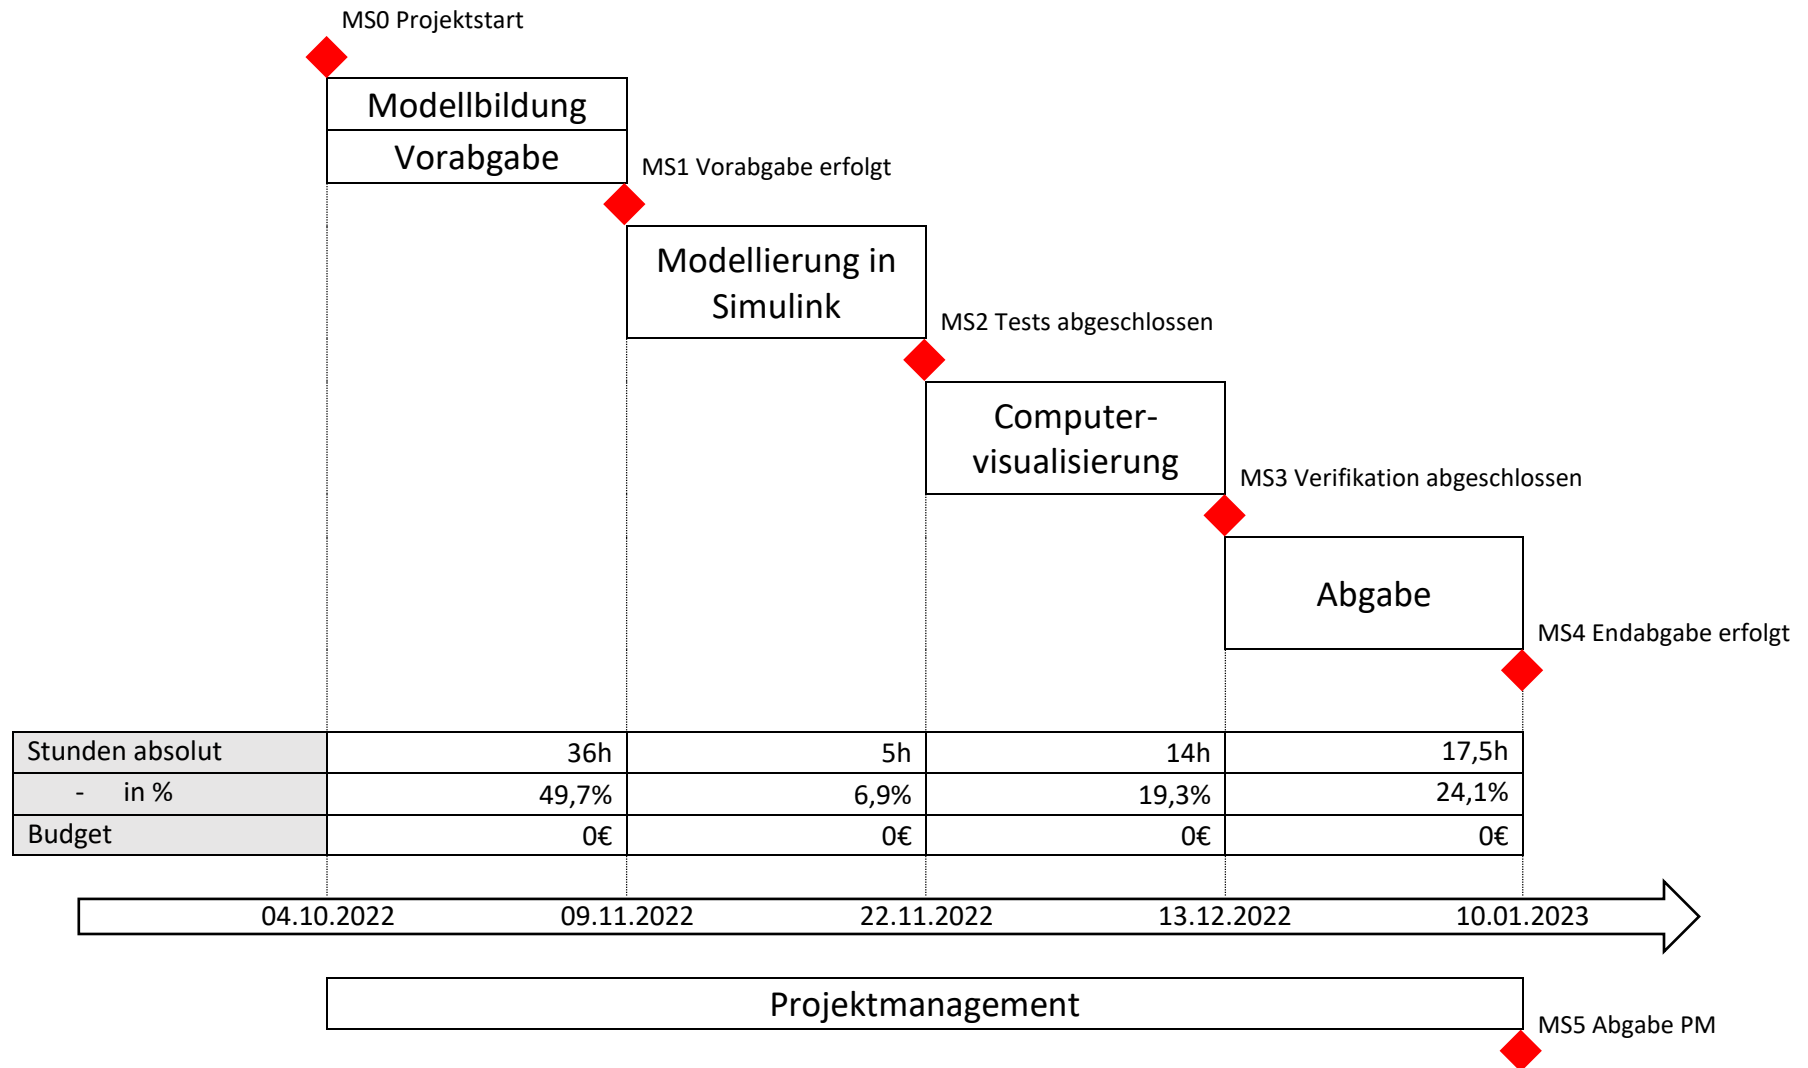 MS0 Projektstart
Modellbildung
Vorabgabe
MS1 Vorabgabe erfolgt
Modellierung in
Simulink
MS2 Tests abgeschlossen
Computer-
visualisierung
MS3 Verifikation abgeschlossen
Abgabe
MS4 Endabgabe erfolgt
Stunden absolut 36h 5h 14h 17,5h
- in % 49,7% 6,9% 19,3% 24,1%
Budget 0€ 0€ 0€ 0€
04.10.2022 09.11.2022 22.11.2022 13.12.2022 10.01.2023
Projektmanagement
MS5 Abgabe PM